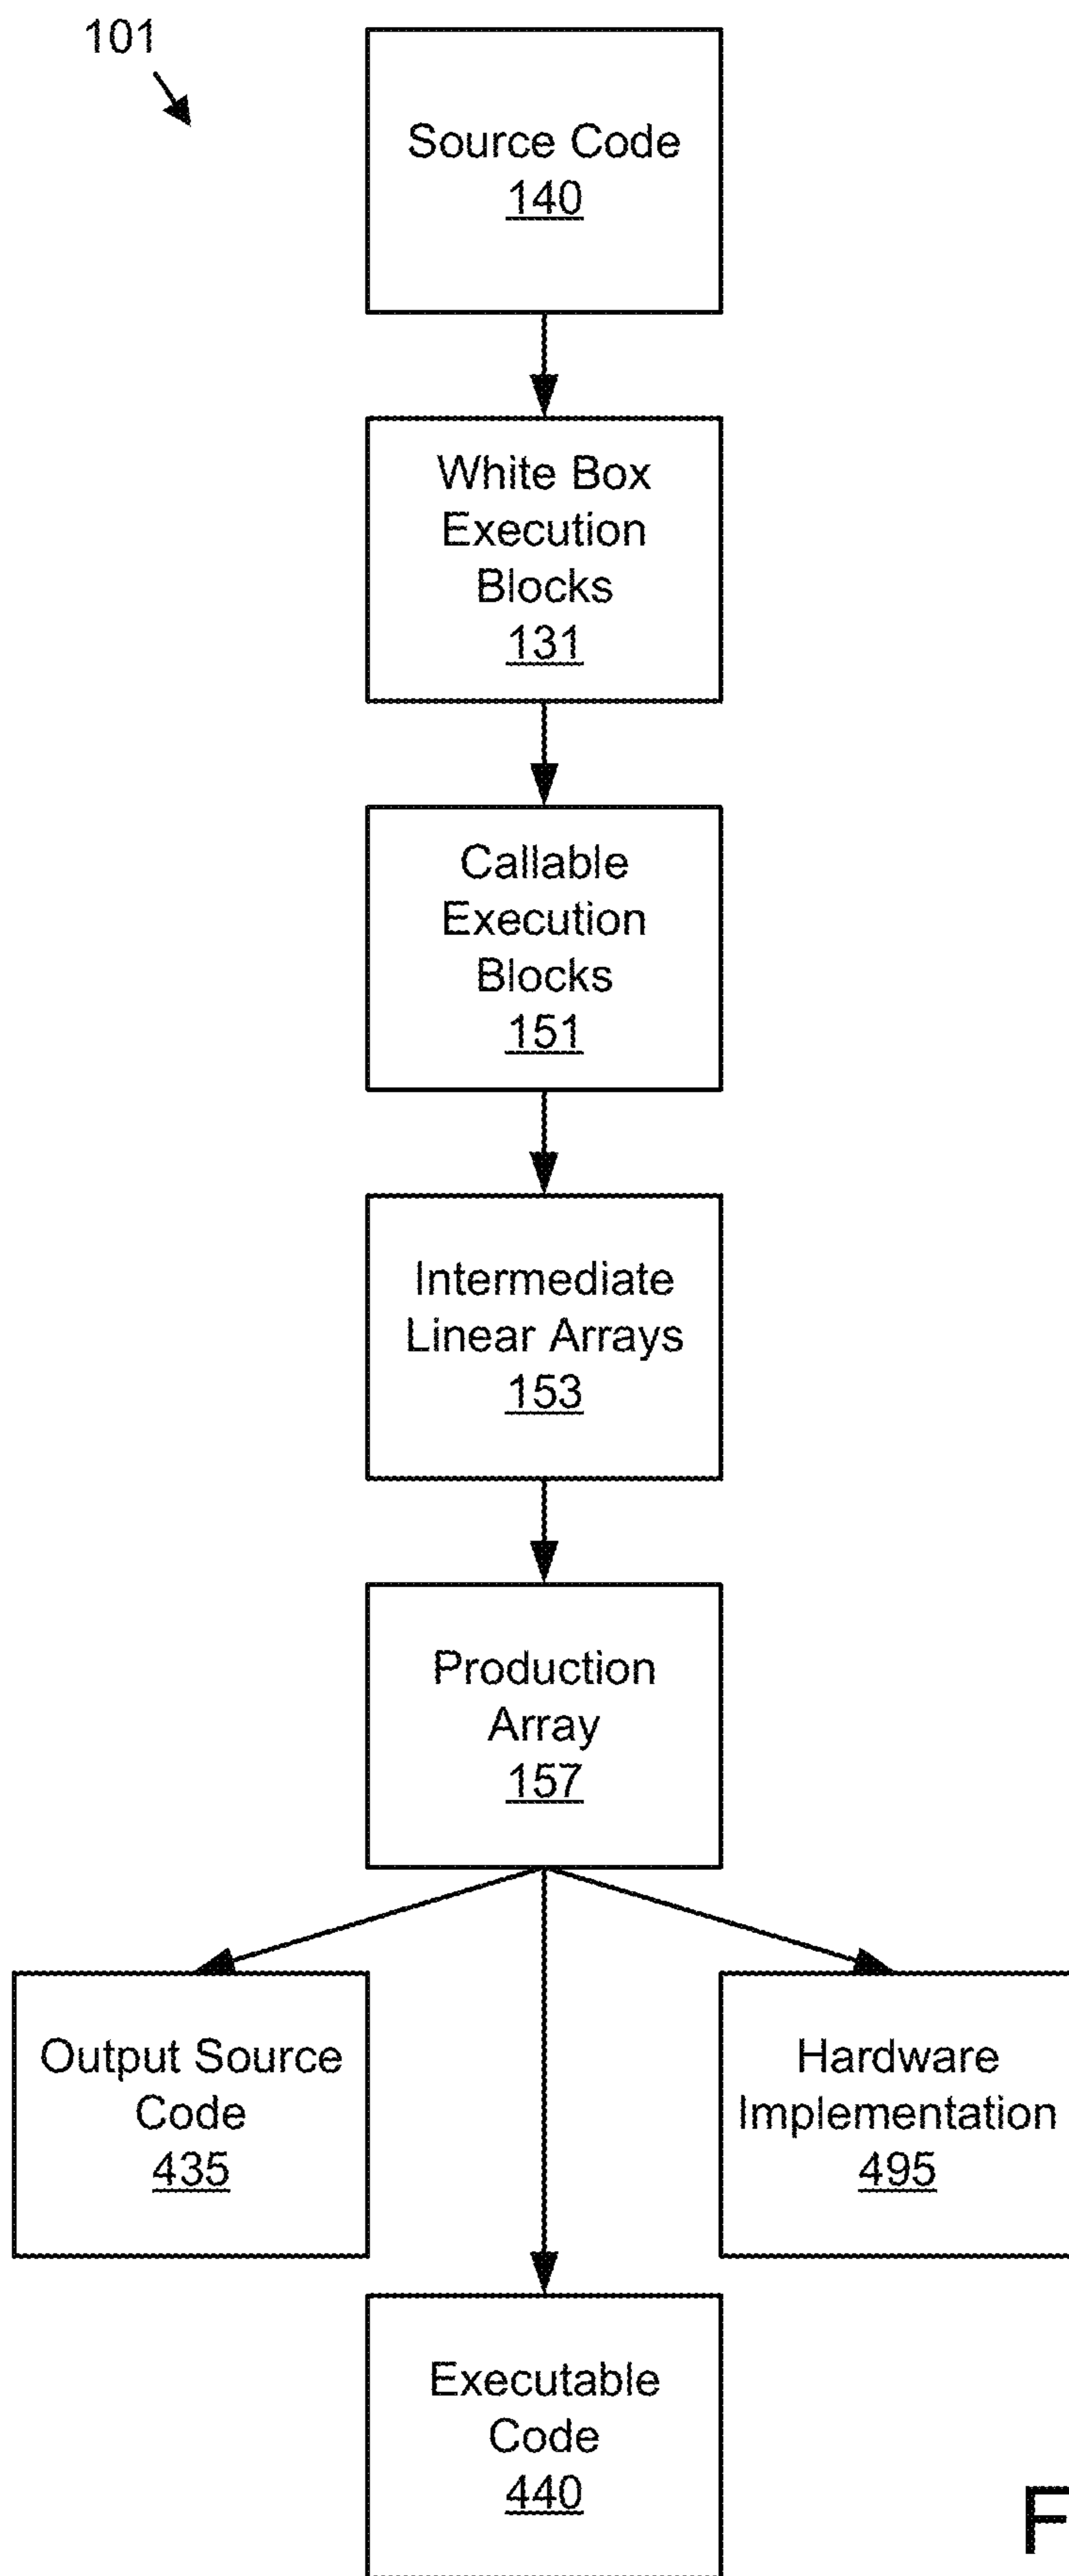 101
Source Code
140
White Box
Execution
Blocks
131
Callable
Execution
Blocks
151
Intermediate
Linear Arrays
153
Production
Array
157
Output Source
Code
435
Hardware
Implementation
495
Executable
Code
440
F